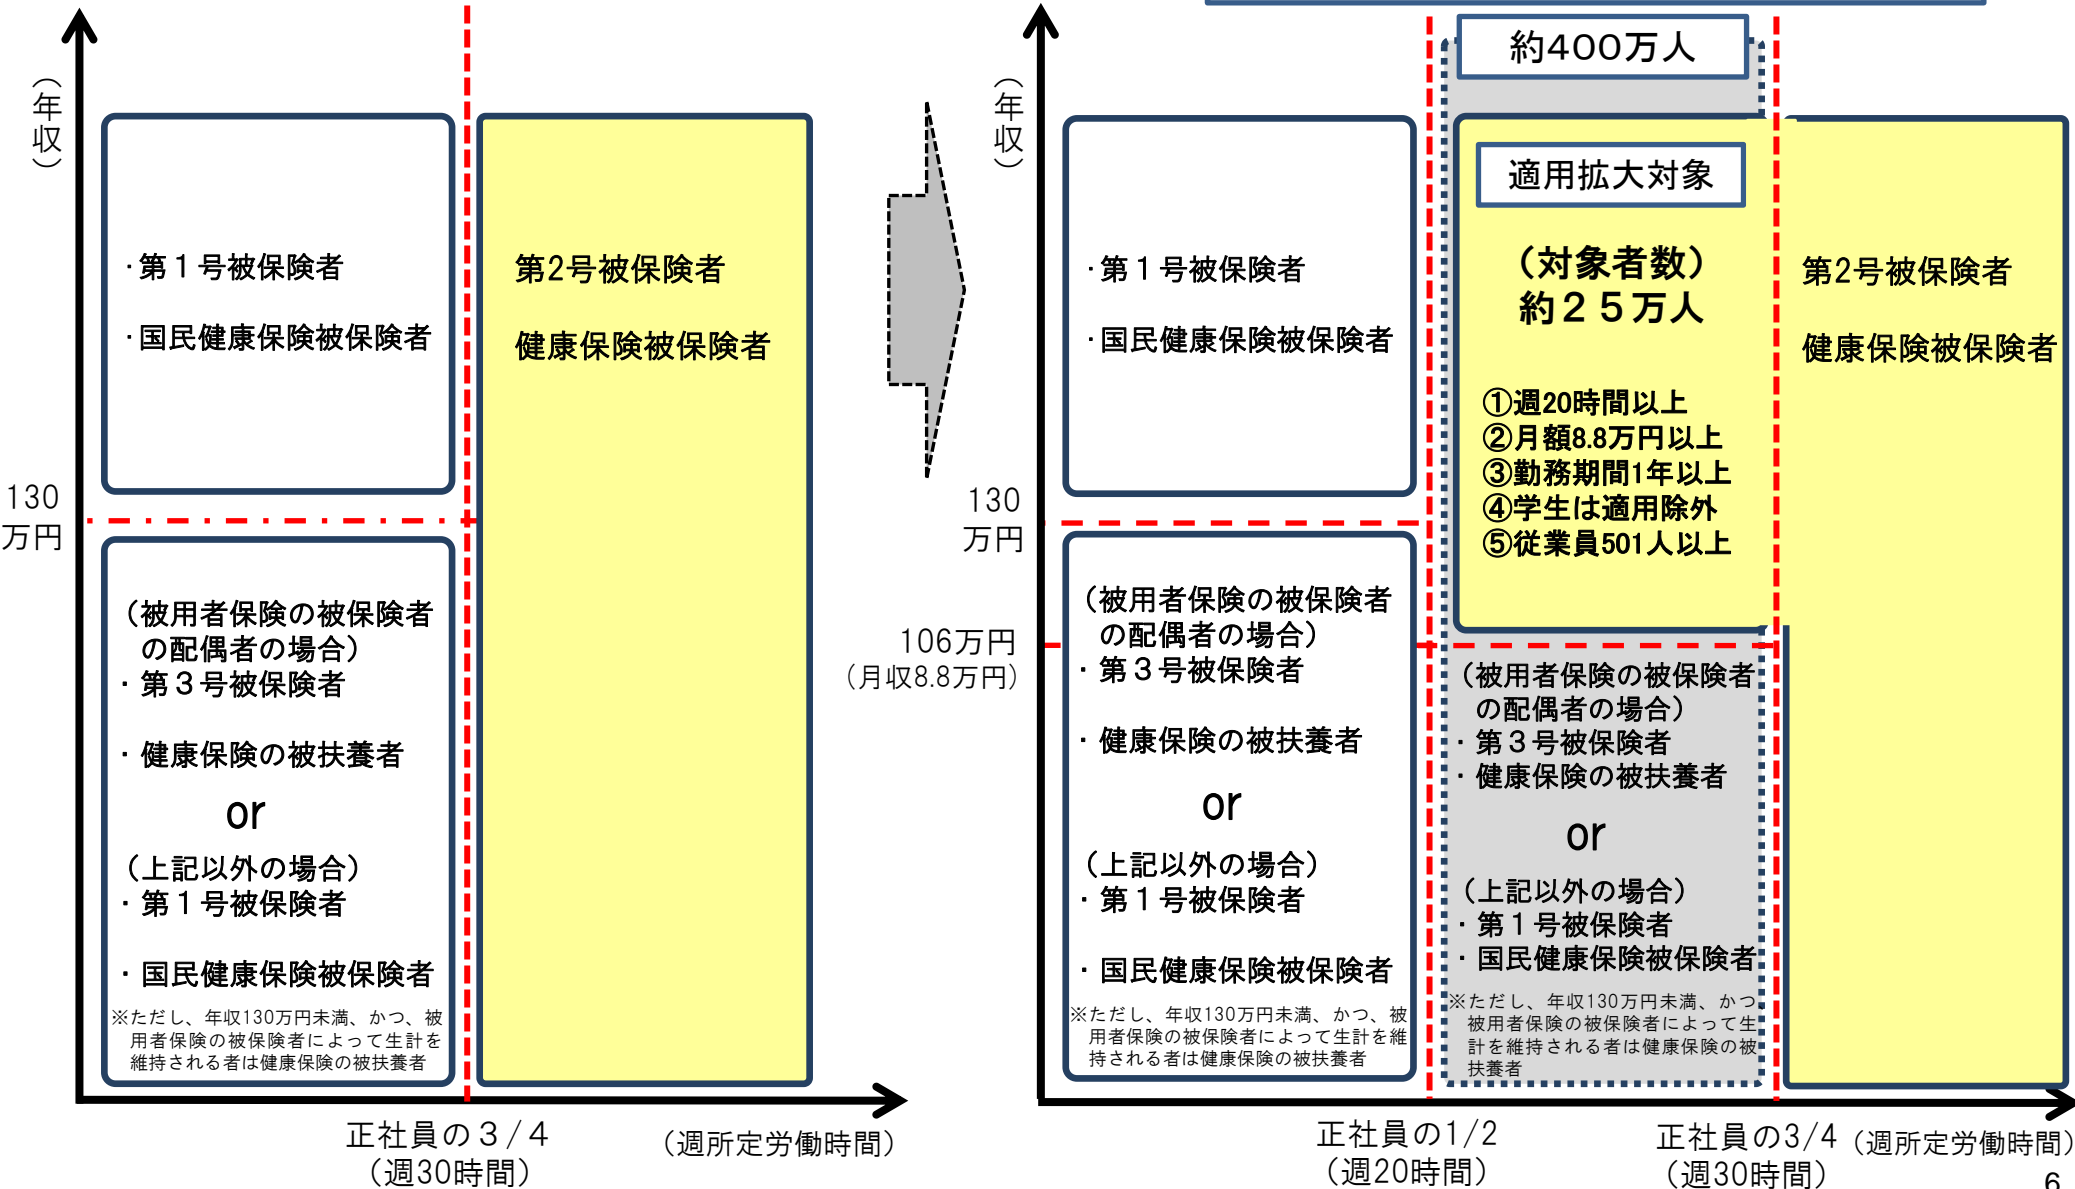 （年収）
130
万円
・第１号被保険者
・国民健康保険被保険者
第2号被保険者
健康保険被保険者
（被用者保険の被保険者
の配偶者の場合）
・第３号被保険者
・健康保険の被扶養者
or
（上記以外の場合）
・第１号被保険者
・国民健康保険被保険者
※ただし、年収130万円未満、かつ、被
用者保険の被保険者によって生計を
維持される者は健康保険の被扶養者
正社員の３/４
（週30時間）
（週所定労働時間）
（年収）
130
万円
106万円
（月収8.8万円）
・第１号被保険者
・国民健康保険被保険者
（被用者保険の被保険者
の配偶者の場合）
・第３号被保険者
・健康保険の被扶養者
or
（上記以外の場合）
・第１号被保険者
・国民健康保険被保険者
※ただし、年収130万円未満、かつ、被
用者保険の被保険者によって生計を維
持される者は健康保険の被扶養者
約400万人
適用拡大対象
（対象者数）
約２５万人
①週20時間以上
②月額8.8万円以上
③勤務期間1年以上
④学生は適用除外
⑤従業員501人以上
（被用者保険の被保険者
の配偶者の場合）
・第３号被保険者
・健康保険の被扶養者
or
（上記以外の場合）
・第１号被保険者
・国民健康保険被保険者
※ただし、年収130万円未満、かつ、
被用者保険の被保険者によって生
計を維持される者は健康保険の被
扶養者
第2号被保険者
健康保険被保険者
正社員の1/2
（週20時間）
正社員の3/4
（週30時間）
（週所定労働時間）
6